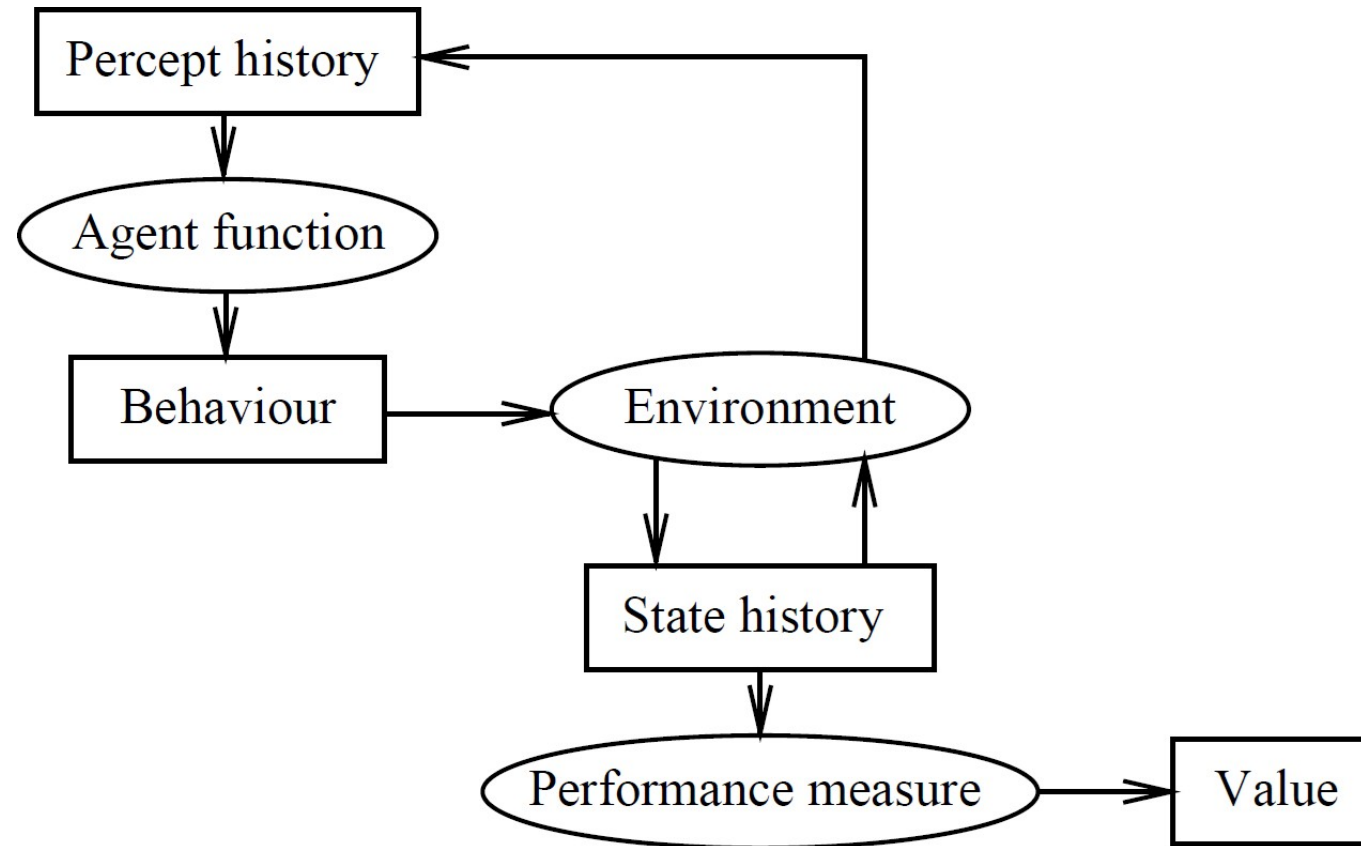 Percept history
Agent function
Behaviour
Environment
State history
Performance measure
Value